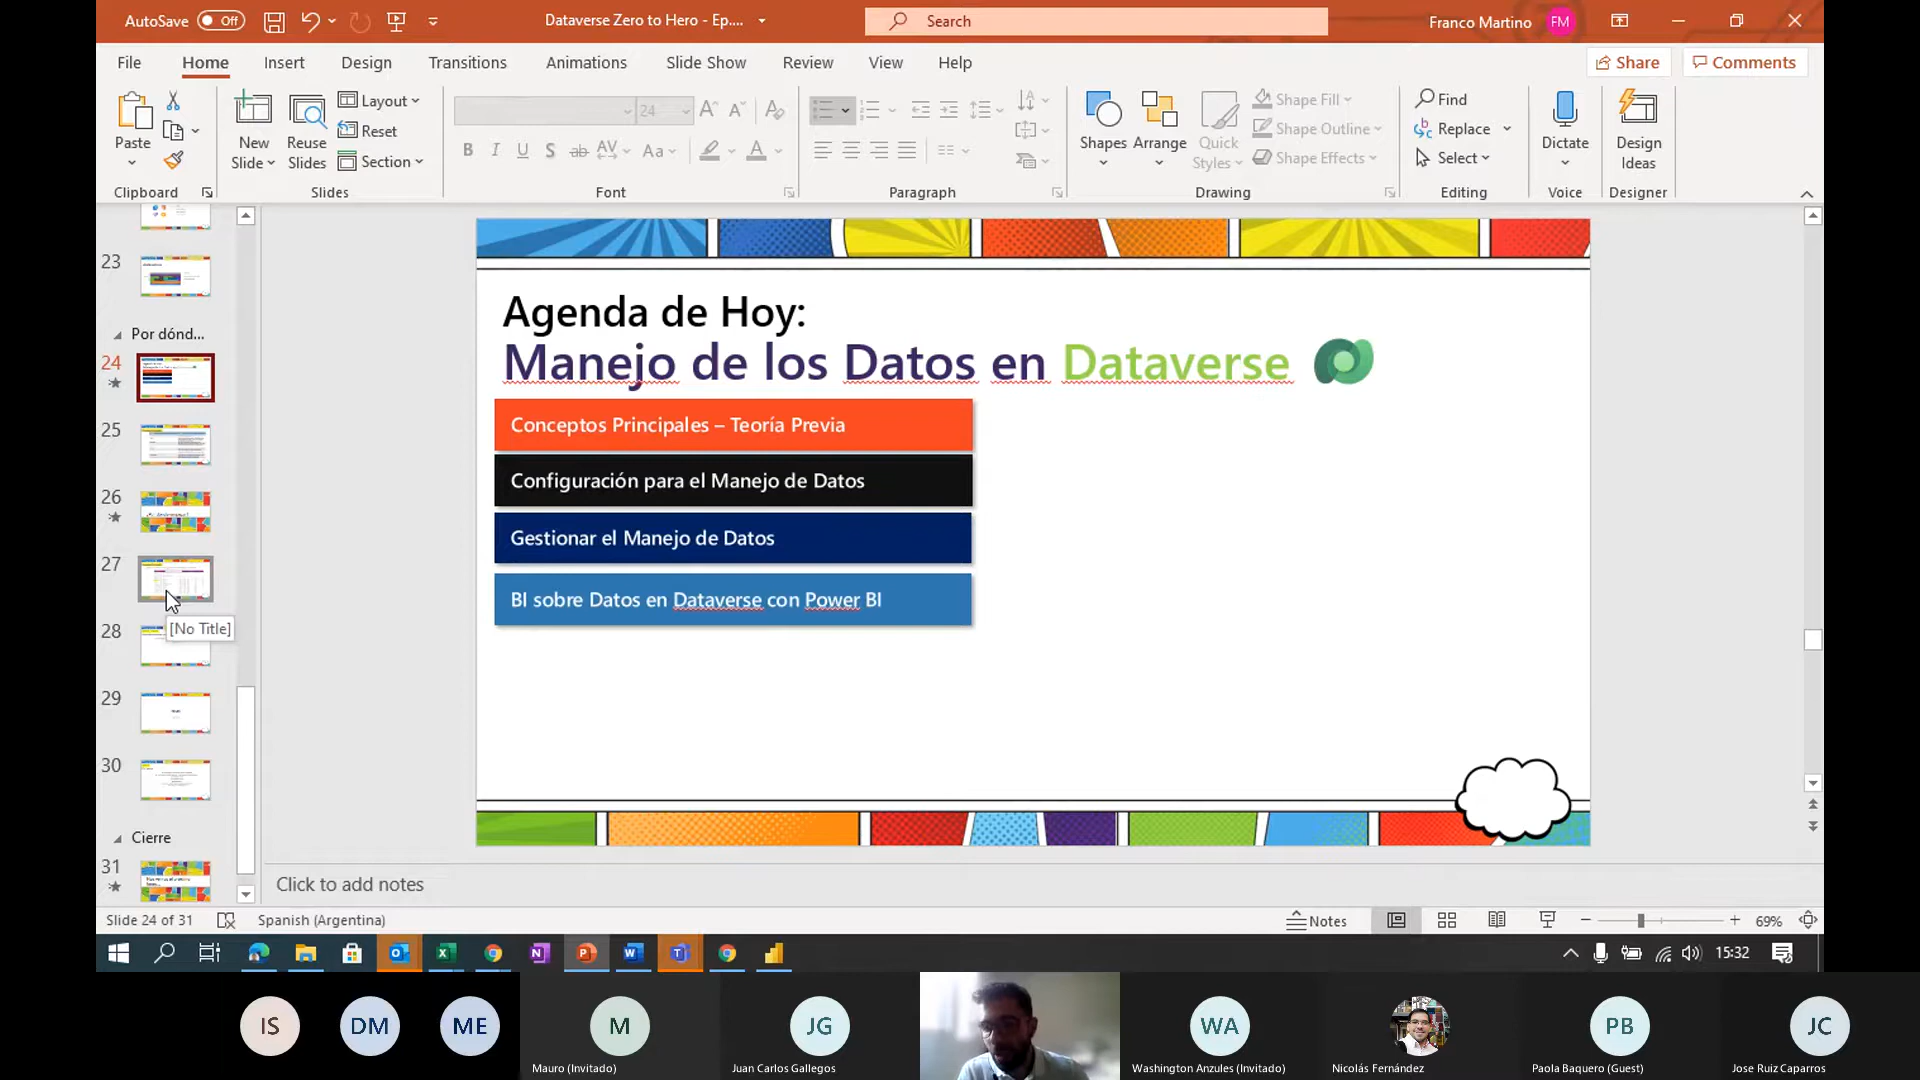 AutoSave Off
Dataverse Zero to Hero - Ep....
Search
Franco Martino FM
File Home Insert Design Transitions Animations Slide Show Review View Help
Share Comments
Paste
New Slide
Reuse Slides
Layout
Reset
Section
24
B I U S ab AV Aa A
Shapes Arrange Quick Styles
Shape Fill
Shape Outline
Shape Effects
Find
Replace
Select
Dictate
Design Ideas
Clipboard Slides Font Paragraph Drawing Editing Voice Designer
23
Por dónd...
24
25
26
27
[No Title]
28
29
30
Cierre
31
Agenda de Hoy:
Manejo de los Datos en Dataverse
Conceptos Principales – Teoría Previa
Configuración para el Manejo de Datos
Gestionar el Manejo de Datos
BI sobre Datos en Dataverse con Power BI
Click to add notes
Slide 24 of 31 Spanish (Argentina) Notes 69%
15:32
IS DM ME M JG WA PB JC
Mauro (Invitado) Juan Carlos Gallegos Washington Anzules (Invitado) Nicolás Fernández Paola Baquero (Guest) Jose Ruiz Caparros